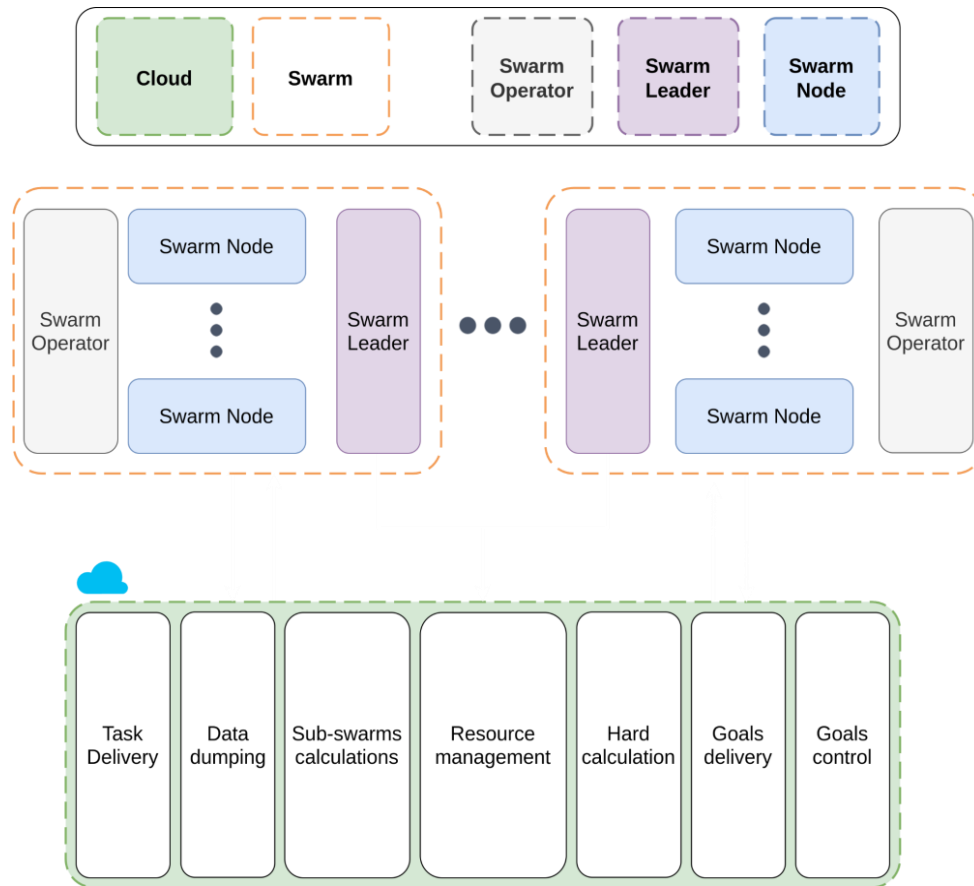 Cloud
Swarm
Swarm
Operator
Swarm
Leader
Swarm
Node
Swarm
Operator
Swarm Node
Swarm Node
Swarm
Leader
Swarm
Leader
Swarm Node
Swarm Node
Swarm
Operator
Task
Delivery
Data
dumping
Sub-swarms
calculations
Resource
management
Hard
calculation
Goals
delivery
Goals
control